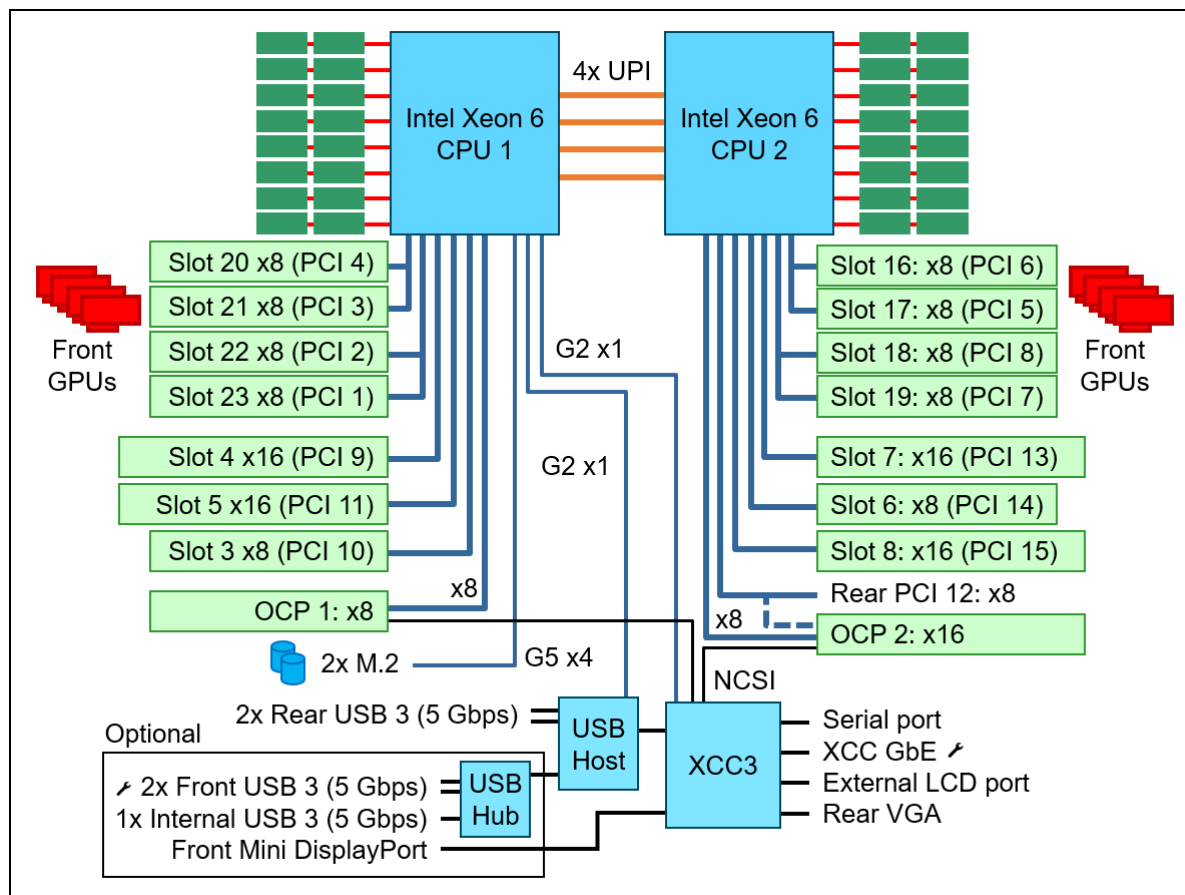 4x UPI
Intel Xeon 6
CPU 1
Intel Xeon 6
CPU 2
Slot 20 x8 (PCI 4)
Slot 21 x8 (PCI 3)
Slot 22 x8 (PCI 2)
Slot 23 x8 (PCI 1)
Front
GPUs
Slot 4 x16 (PCI 9)
Slot 5 x16 (PCI 11)
Slot 3 x8 (PCI 10)
x8
OCP 1: x8
2x M.2
G5 x4
G2 x1
G2 x1
Slot 16: x8 (PCI 6)
Slot 17: x8 (PCI 5)
Slot 18: x8 (PCI 8)
Slot 19: x8 (PCI 7)
Front
GPUs
Slot 7: x16 (PCI 13)
Slot 6: x8 (PCI 14)
Slot 8: x16 (PCI 15)
Rear PCI 12: x8
x8
OCP 2: x16
NCSI
2x Rear USB 3 (5 Gbps)
USB
Host
XCC3
Serial port
XCC GbE
External LCD port
Rear VGA
Optional
2x Front USB 3 (5 Gbps)
1x Internal USB 3 (5 Gbps)
USB
Hub
Front Mini DisplayPort